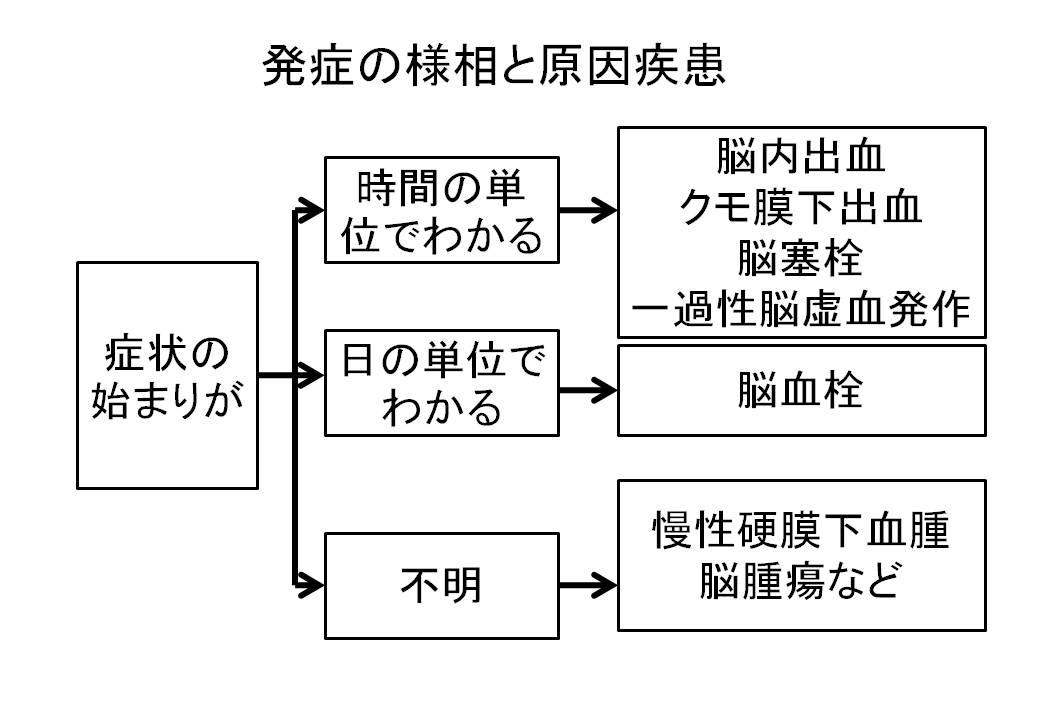 発症の様相と原因疾患
症状の
始まりが
時間の単
位でわかる
脳内出血
クモ膜下出血
脳塞栓
一過性脳虚血発作
日の単位で
わかる
脳血栓
不明
慢性硬膜下血腫
脳腫瘍など